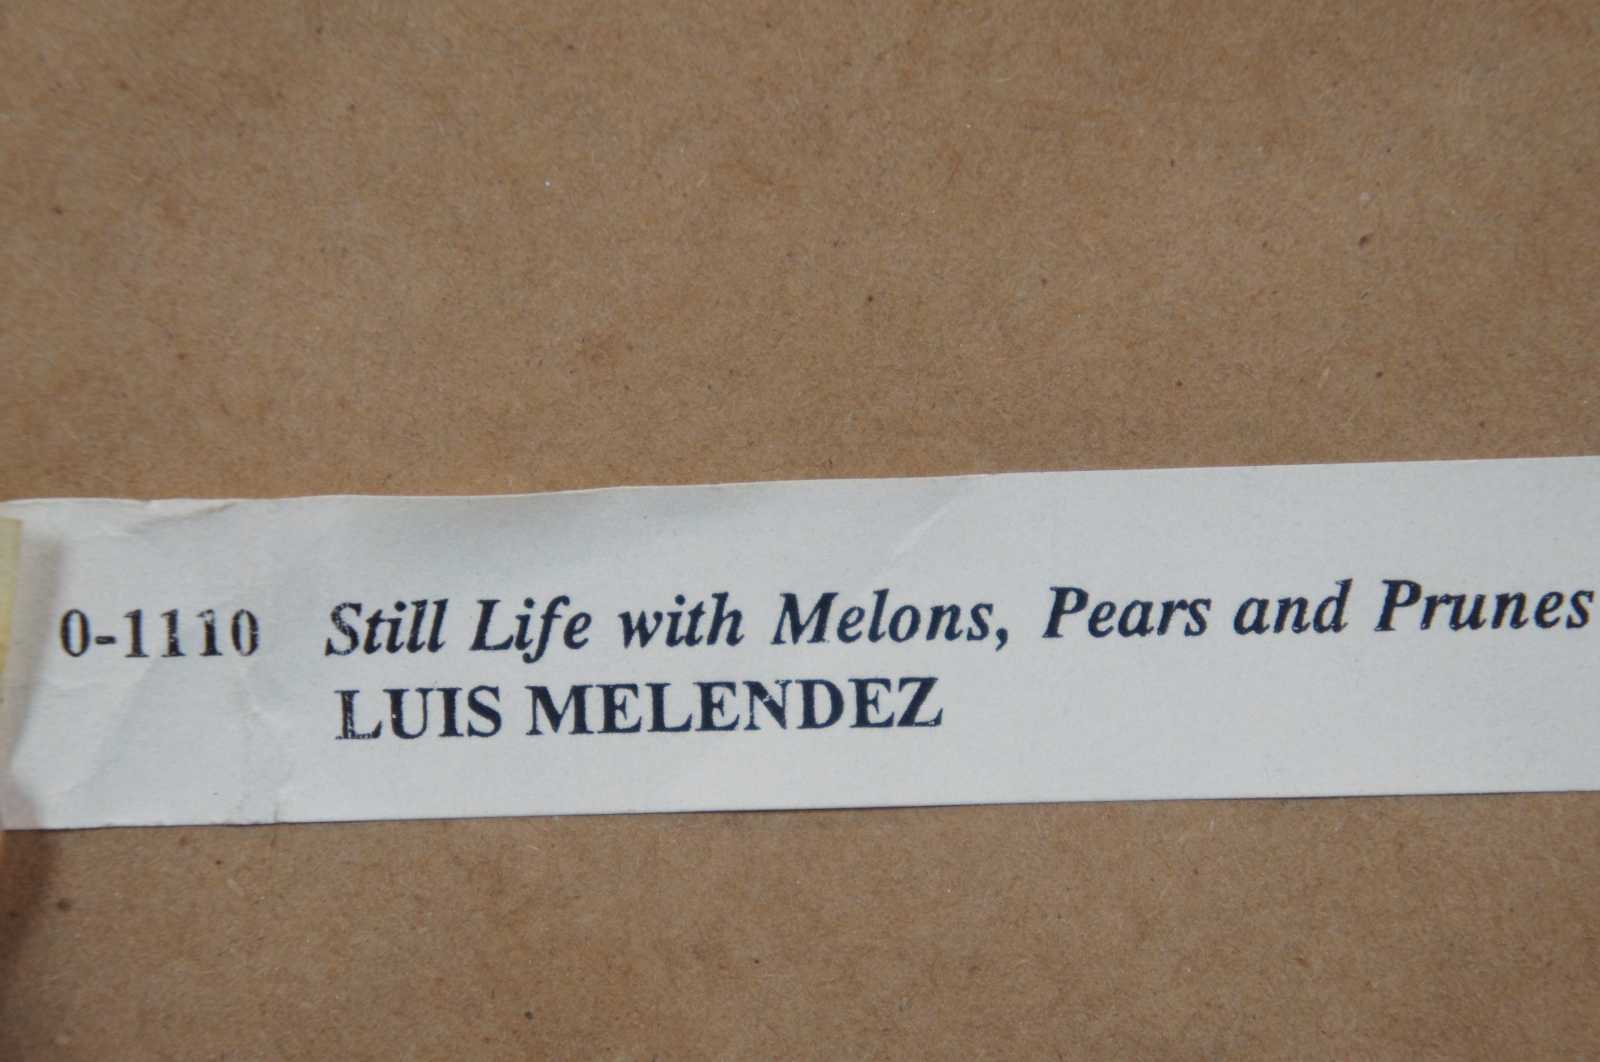 0-1110 Still Life with Melons, Pears and Prunes
LUIS MELENDEZ